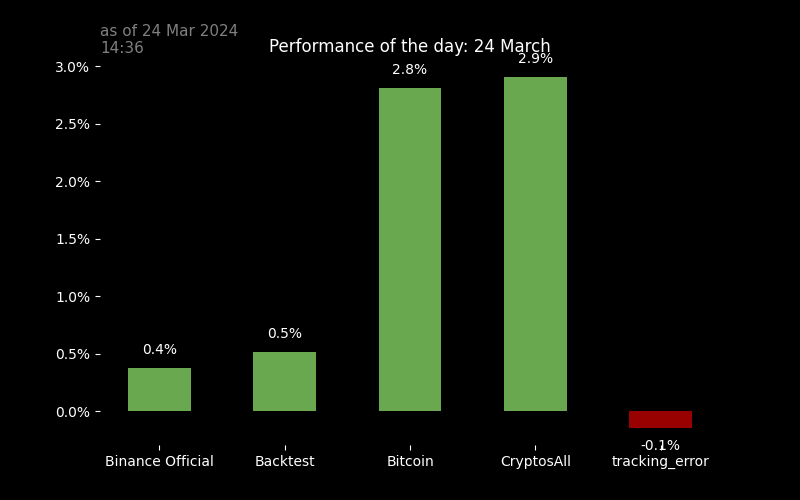 as of 24 Mar 2024
14:36
Performance of the day: 24 March
3.0%
2.5%
2.0%
1.5%
1.0%
0.5%
0.0%
0.4%
0.5%
2.8%
2.9%
-0.1%
Binance Official
Backtest
Bitcoin
CryptosAll
tracking_error